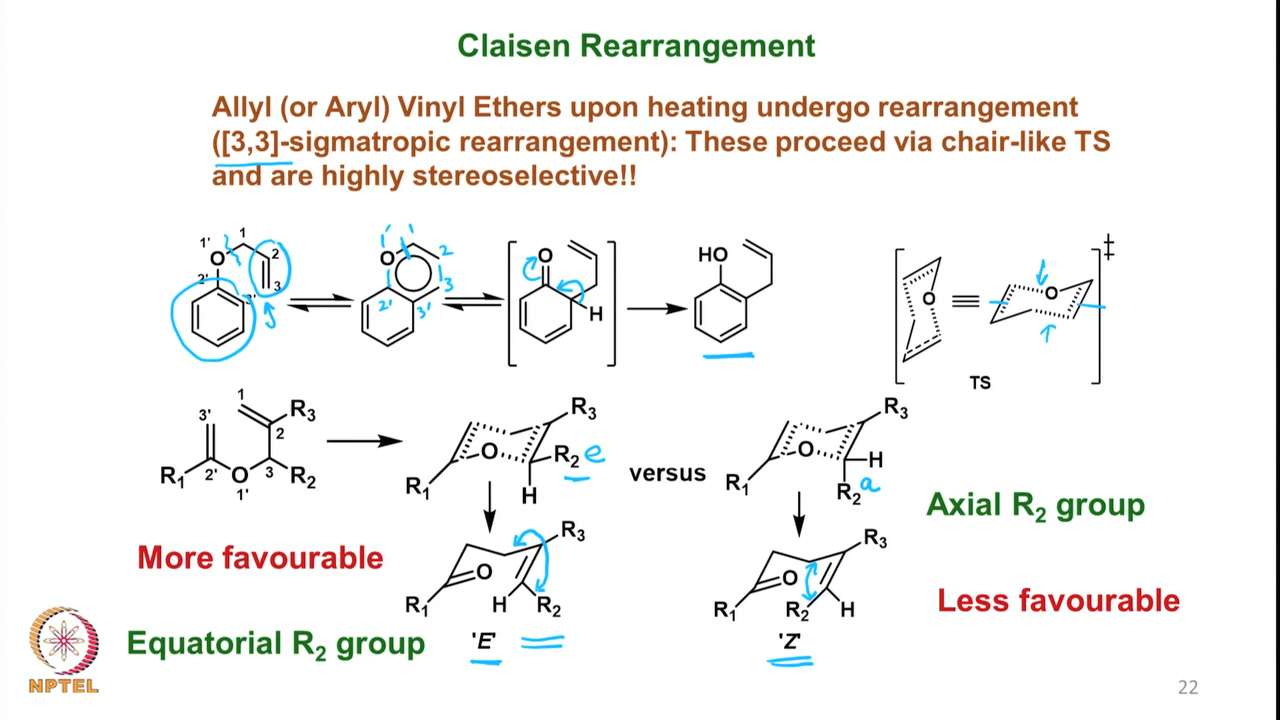 Claisen Rearrangement
Allyl (or Aryl) Vinyl Ethers upon heating undergo rearrangement
([3,3]-sigmatropic rearrangement): These proceed via chair-like TS
and are highly stereoselective!!
1' 1
O 2
2' 3' 3
1' 1
O 2
3
2' 3'
O
H
HO
O
O
‡
TS
1
3' R3
2
R1 2' O 3 R2
1'
R3
O R2 e
R1 H
versus
R3
O H
R1 R2 a
Axial R2 group
More favourable
R3
O
R1 H R2
R3
O
R1 R2 H
Less favourable
Equatorial R2 group
'E'
'Z'
NPTEL
22